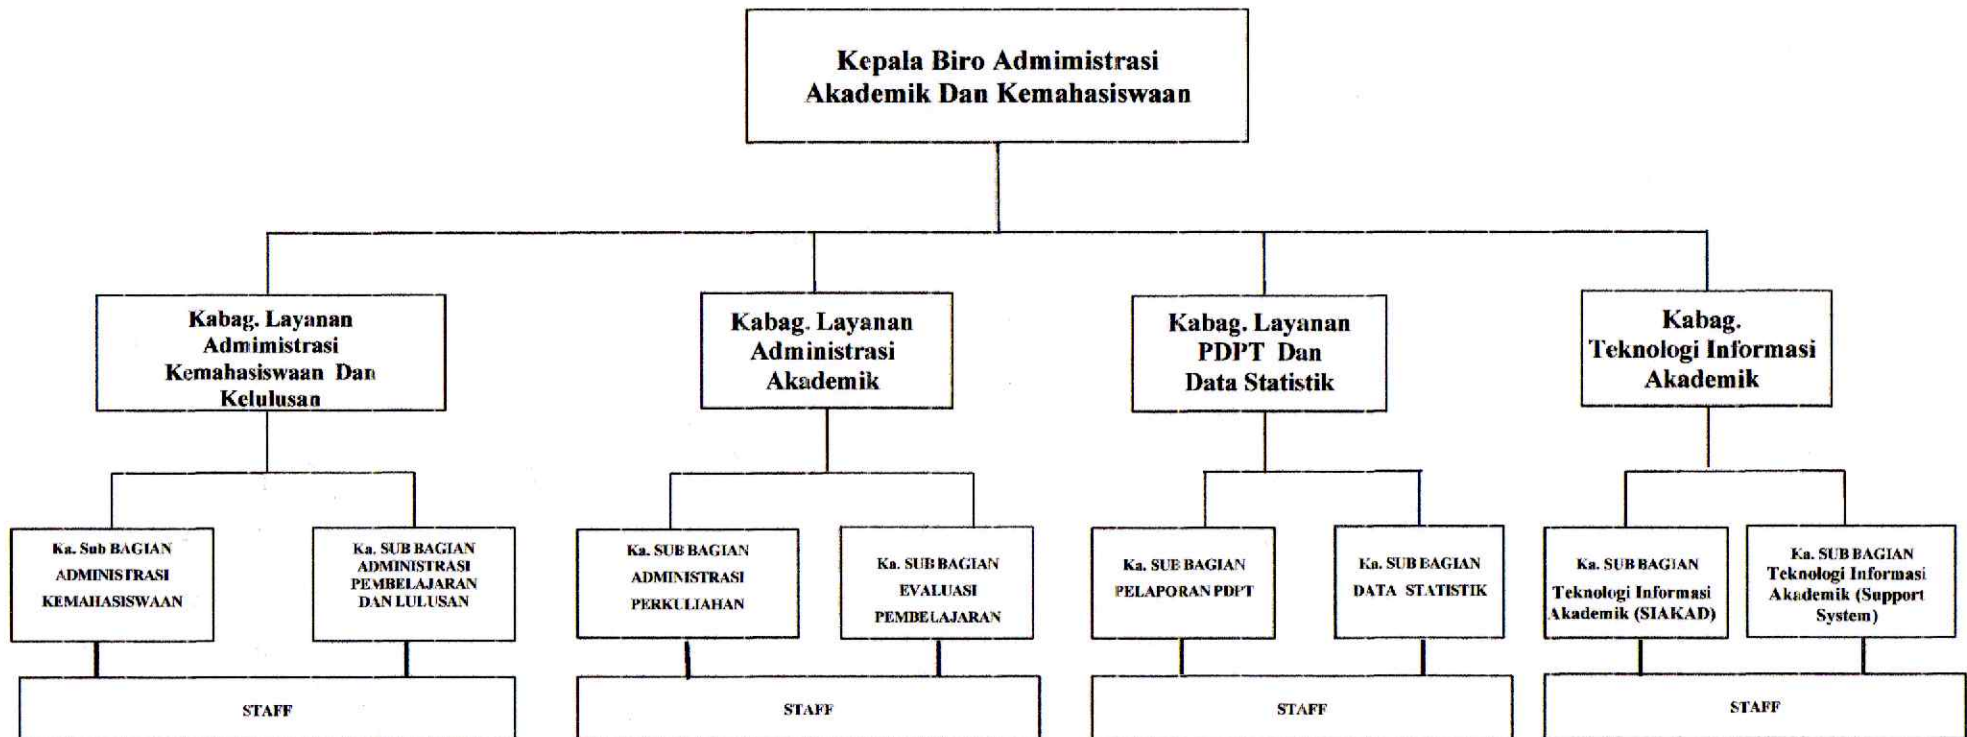 Kepala Biro Admimistrasi
Akademik Dan Kemahasiswaan
Kabag. Layanan
Admimistrasi
Kemahasiswaan Dan
Kelulusan
Kabag. Layanan
Administrasi
Akademik
Kabag. Layanan
PDPT Dan
Data Statistik
Kabag.
Teknologi Informasi
Akademik
Ka. Sub BAGIAN
ADMINISTRASI
KEMAHASISWAAN
Ka. SUB BAGIAN
ADMINISTRASI
PEMBELAJARAN
DAN LULUSAN
Ka. SUB BAGIAN
ADMINISTRASI
PERKULIAHAN
Ka. SUB BAGIAN
EVALUASI
PEMBELAJARAN
Ka. SUB BAGIAN
PELAPORAN PDPT
Ka. SUB BAGIAN
DATA STATISTIK
Ka. SUB BAGIAN
Teknologi Informasi
Akademik (SIAKAD)
Ka. SUB BAGIAN
Teknologi Informasi
Akademik (Support
System)
STAFF
STAFF
STAFF
STAFF